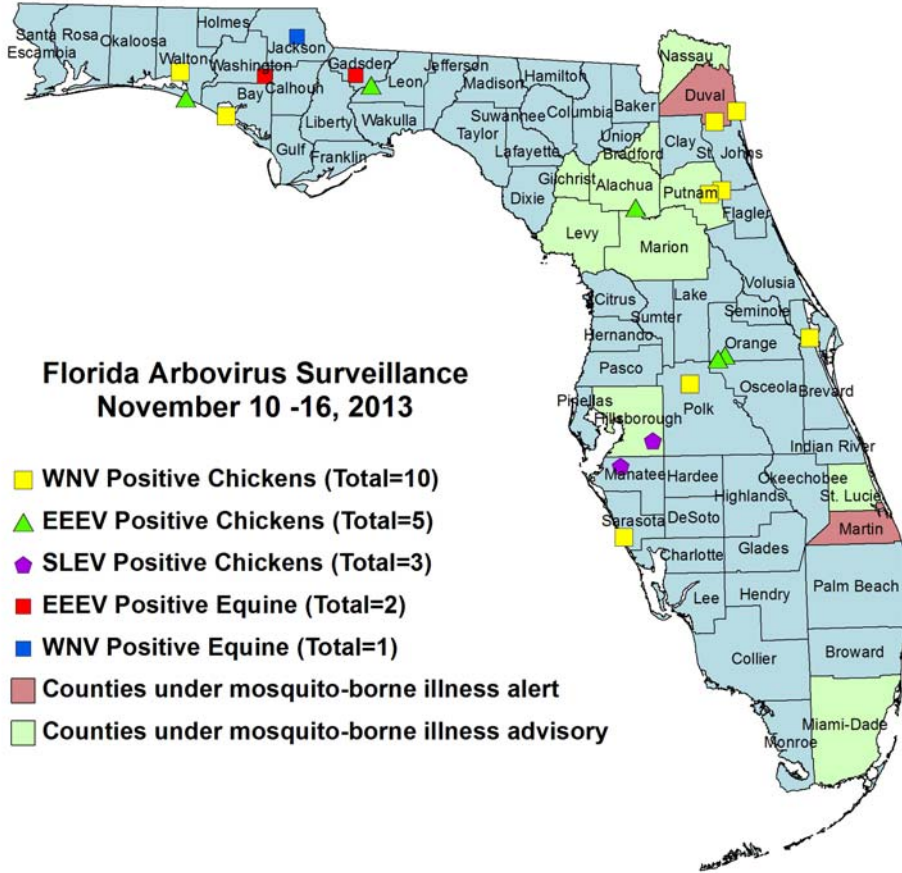 Holmes
Santa Rosa
Okaloosa
Escambia
Walton
Washington
Jackson
Gadsden
Bay
Calhoun
Leon
Jefferson
Madison
Hamilton
Liberty
Wakulla
Gulf
Franklin
Taylor
Suwannee
Columbia
Baker
Nassau
Duval
Lafayette
Union
Bradford
Clay
St. Johns
Dixie
Gilchrist
Alachua
Putnam
Flagler
Levy
Marion
Volusia
Citrus
Sumter
Lake
Seminole
Hernando
Orange
Pasco
Florida Arbovirus Surveillance
November 10 -16, 2013
Osceola
Brevard
Pinellas
Hillsborough
Polk
Indian River
WNV Positive Chickens (Total=10)
Manatee
Hardee
Okeechobee
Highlands
St. Lucie
EEEV Positive Chickens (Total=5)
Sarasota
DeSoto
Martin
SLEV Positive Chickens (Total=3)
Charlotte
Glades
Palm Beach
EEEV Positive Equine (Total=2)
Lee
Hendry
WNV Positive Equine (Total=1)
Collier
Broward
Counties under mosquito-borne illness alert
Counties under mosquito-borne illness advisory
Miami-Dade
Monroe